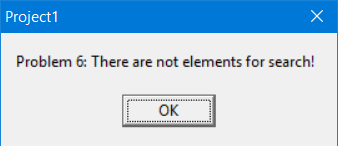 Project1
Problem 6: There are not elements for search!
OK